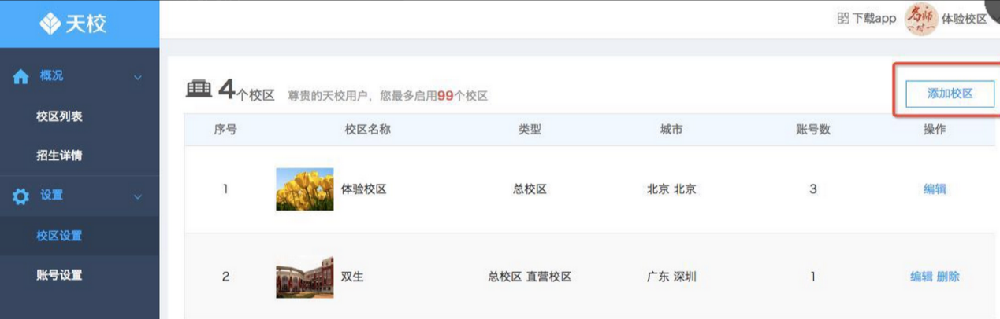 天校
下载app 名师一对一 体验校区
概况
校区列表
招生详情
设置
校区设置
账号设置
4个校区 尊贵的天校用户，您最多启用99个校区
添加校区
序号 校区名称 类型 城市 账号数 操作
1 体验校区 总校区 北京 北京 3 编辑
2 双生 总校区 直营校区 广东 深圳 1 编辑 删除